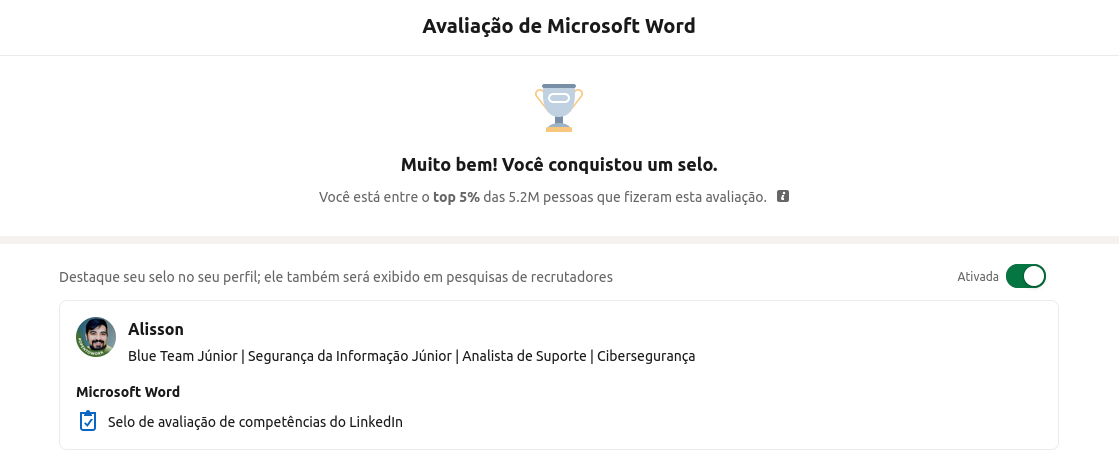 Avaliação de Microsoft Word
Muito bem! Você conquistou um selo.
Você está entre o top 5% das 5.2M pessoas que fizeram esta avaliação.
Destaque seu selo no seu perfil; ele também será exibido em pesquisas de recrutadores
Ativada
Alisson
Blue Team Júnior | Segurança da Informação Júnior | Analista de Suporte | Cibersegurança
Microsoft Word
Selo de avaliação de competências do LinkedIn